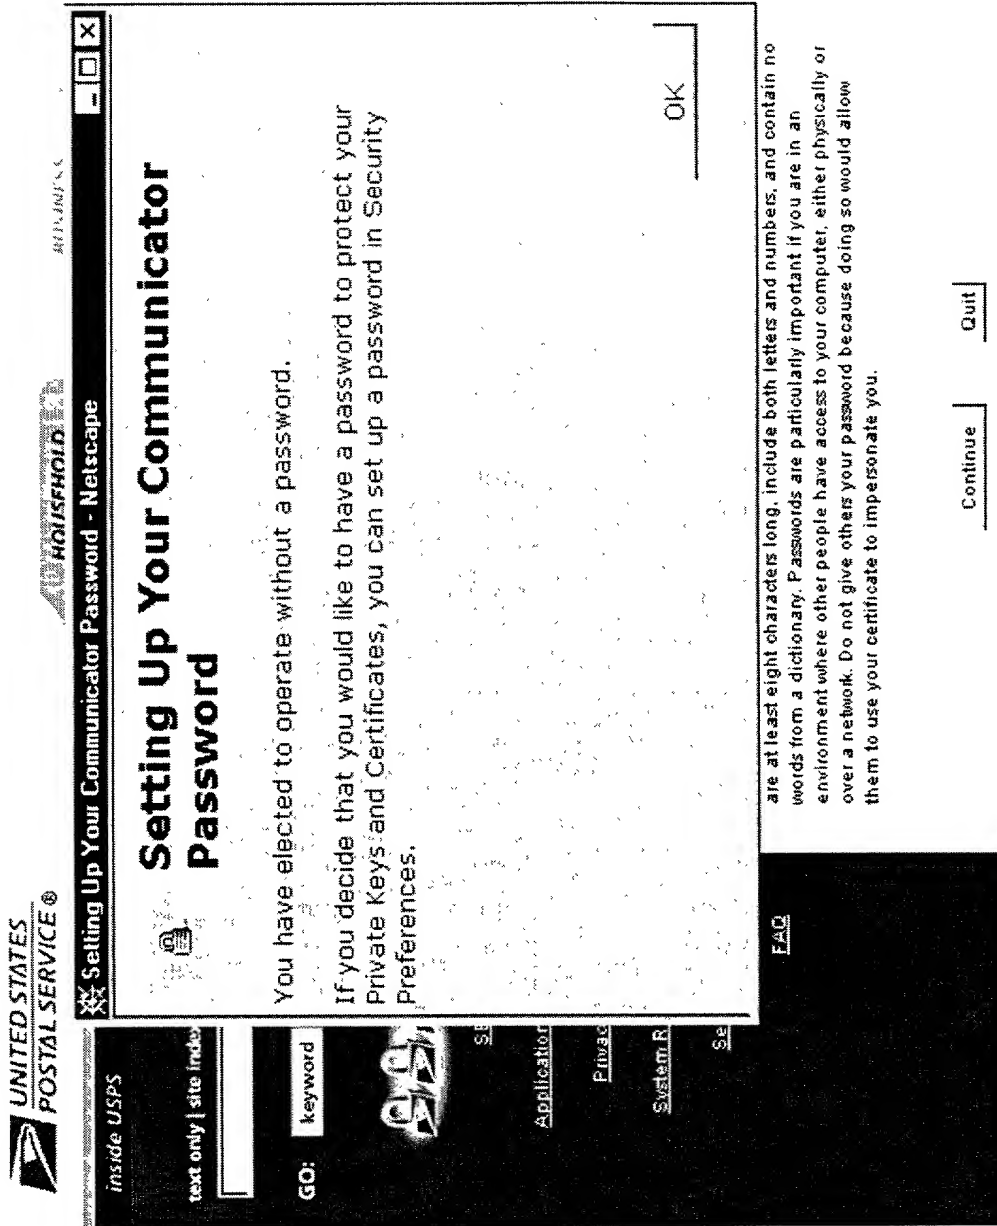 UNITED STATES
POSTAL SERVICE ®
HOUSEHOLD
inside USPS
text only | site index
GO:
keyword
Application
Privac
System R
Se
FAQ
Setting Up Your Communicator Password - Netscape
Setting Up Your Communicator
Password
You have elected to operate without a password.
If you decide that you would like to have a password to protect your
Private Keys and Certificates, you can set up a password in Security
Preferences.
OK
are at least eight characters long, include both letters and numbers, and contain no
words from a dictionary. Passwords are particularly important if you are in an
environment where other people have access to your computer, either physically or
over a network. Do not give others your password because doing so would allow
them to use your certificate to impersonate you.
Continue
Quit